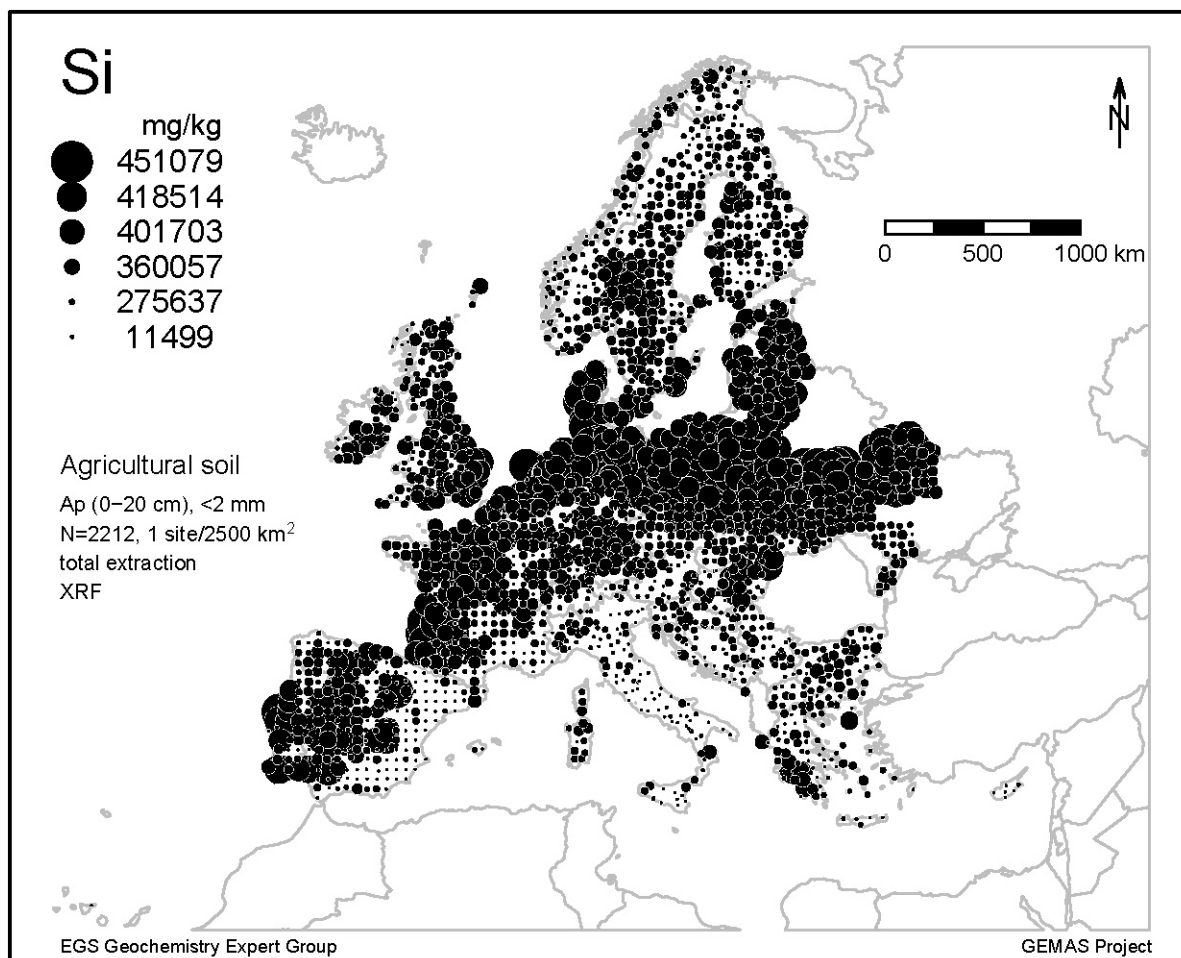 Si
mg/kg
451079
418514
401703
360057
275637
11499
N
0 500 1000 km
Agricultural soil
Ap (0−20 cm), <2 mm
N=2212, 1 site/2500 km²
total extraction
XRF
EGS Geochemistry Expert Group
GEMAS Project